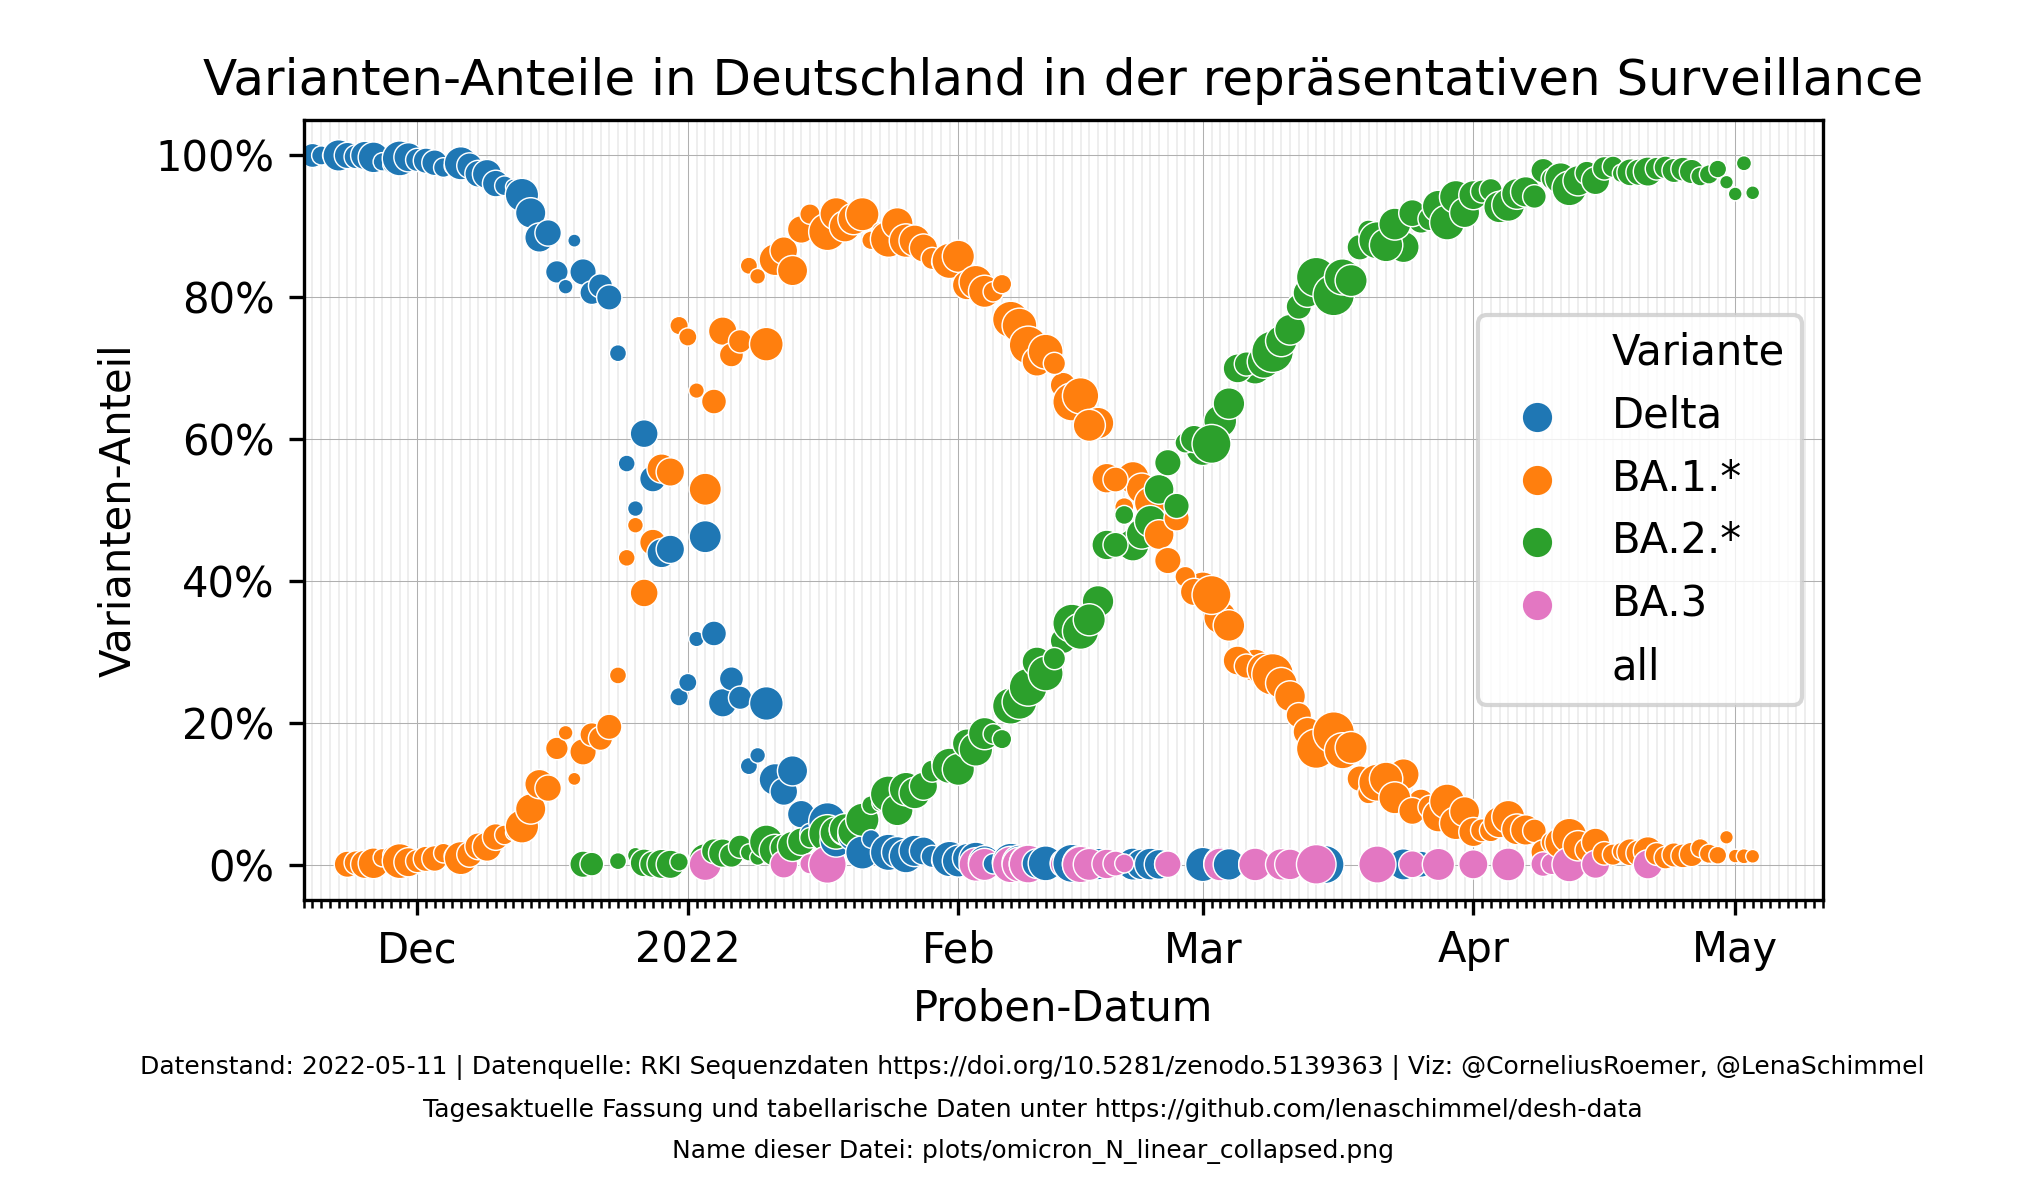 Varianten-Anteile in Deutschland in der repräsentativen Surveillance
Varianten-Anteil
100%
80%
60%
40%
20%
0%
Variante
Delta
BA.1.*
BA.2.*
BA.3
all
Dec
2022
Feb
Mar
Apr
May
Proben-Datum
Datenstand: 2022-05-11 | Datenquelle: RKI Sequenzdaten https://doi.org/10.5281/zenodo.5139363 | Viz: @CorneliusRoemer, @LenaSchimmel
Tagesaktuelle Fassung und tabellarische Daten unter https://github.com/lenaschimmel/desh-data
Name dieser Datei: plots/omicron_N_linear_collapsed.png